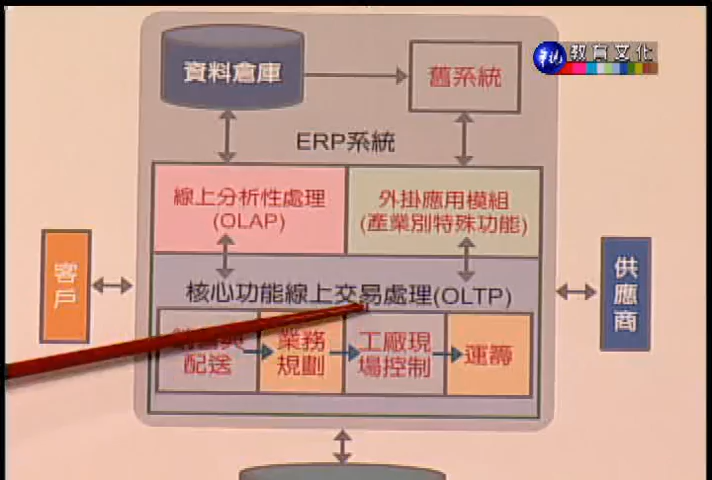 華視
教育文化
資料倉庫
舊系統
ERP系統
線上分析性處理
(OLAP)
外掛應用模組
(產業別特殊功能)
客戶
供應商
核心功能線上交易處理(OLTP)
配送
業務
規劃
工廠現
場控制
運籌